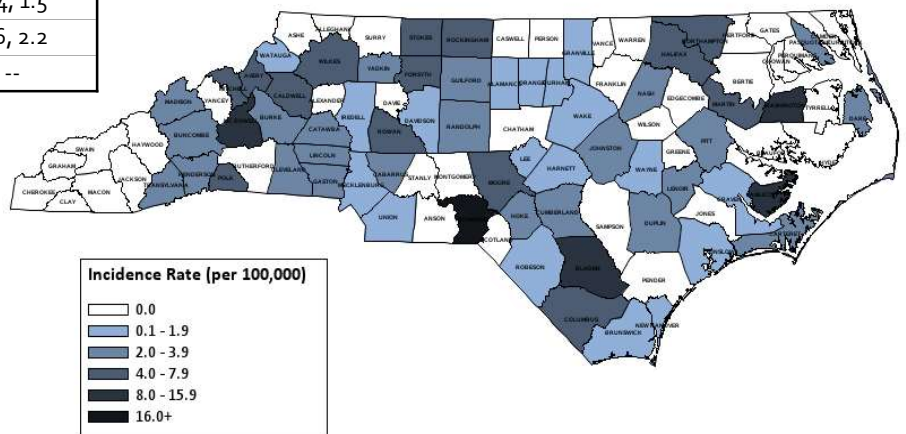 4, 1.5
6, 2.2
--
ASHE
ALLEGHANY
SURRY
STOKES
ROCKINGHAM
CASWELL
PERSON
GRANVILLE
VANCE
WARREN
HALIFAX
NORTHAMPTON
HERTFORD
GATES
WATAUGA
WILKES
YADKIN
FORSYTH
GUILFORD
ALAMANCE
ORANGE
DURHAM
FRANKLIN
NASH
EDGECOMBE
BERTIE
CHOWAN
MADISON
YANCEY
AVERY
CALDWELL
ALEXANDER
IREDELL
DAVIE
DAVIDSON
RANDOLPH
CHATHAM
WAKE
WILSON
MARTIN
TYRRELL
DARE
SWAIN
HAYWOOD
BUNCOMBE
BURKE
CATAWBA
ROWAN
JOHNSTON
GREENE
PITT
GRAHAM
JACKSON
HENDERSON
POLK
RUTHERFORD
CLEVELAND
LINCOLN
GASTON
CABARRUS
STANLY
MONTGOMERY
MOORE
LEE
HARNETT
WAYNE
LENOIR
CRAVEN
CHEROKEE
CLAY
MACON
TRANSYLVANIA
MECKLENBURG
UNION
ANSON
HOKE
CUMBERLAND
SAMPSON
DUPLIN
JONES
CARTERET
ROBESON
BLADEN
PENDER
ONSLOW
COLUMBUS
BRUNSWICK
NEW HANOVER
Incidence Rate (per 100,000)
0.0
0.1 - 1.9
2.0 - 3.9
4.0 - 7.9
8.0 - 15.9
16.0+